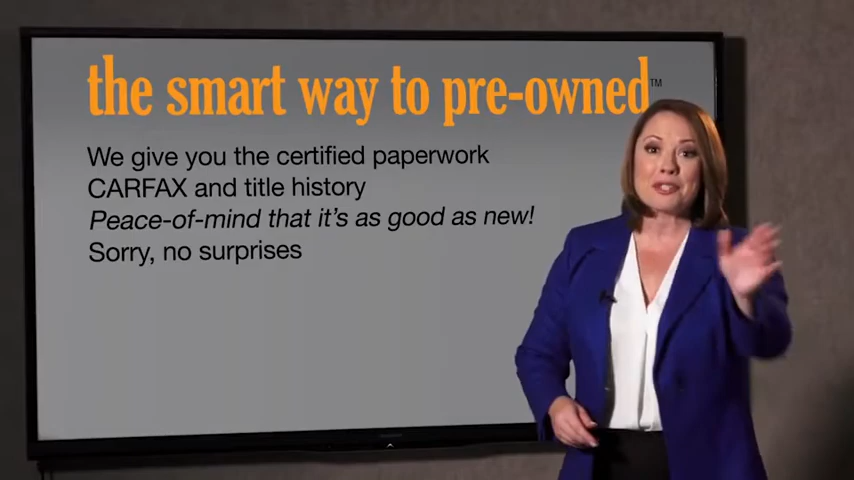 the smart way to pre-owned™
We give you the certified paperwork
CARFAX and title history
Peace-of-mind that it's as good as new!
Sorry, no surprises